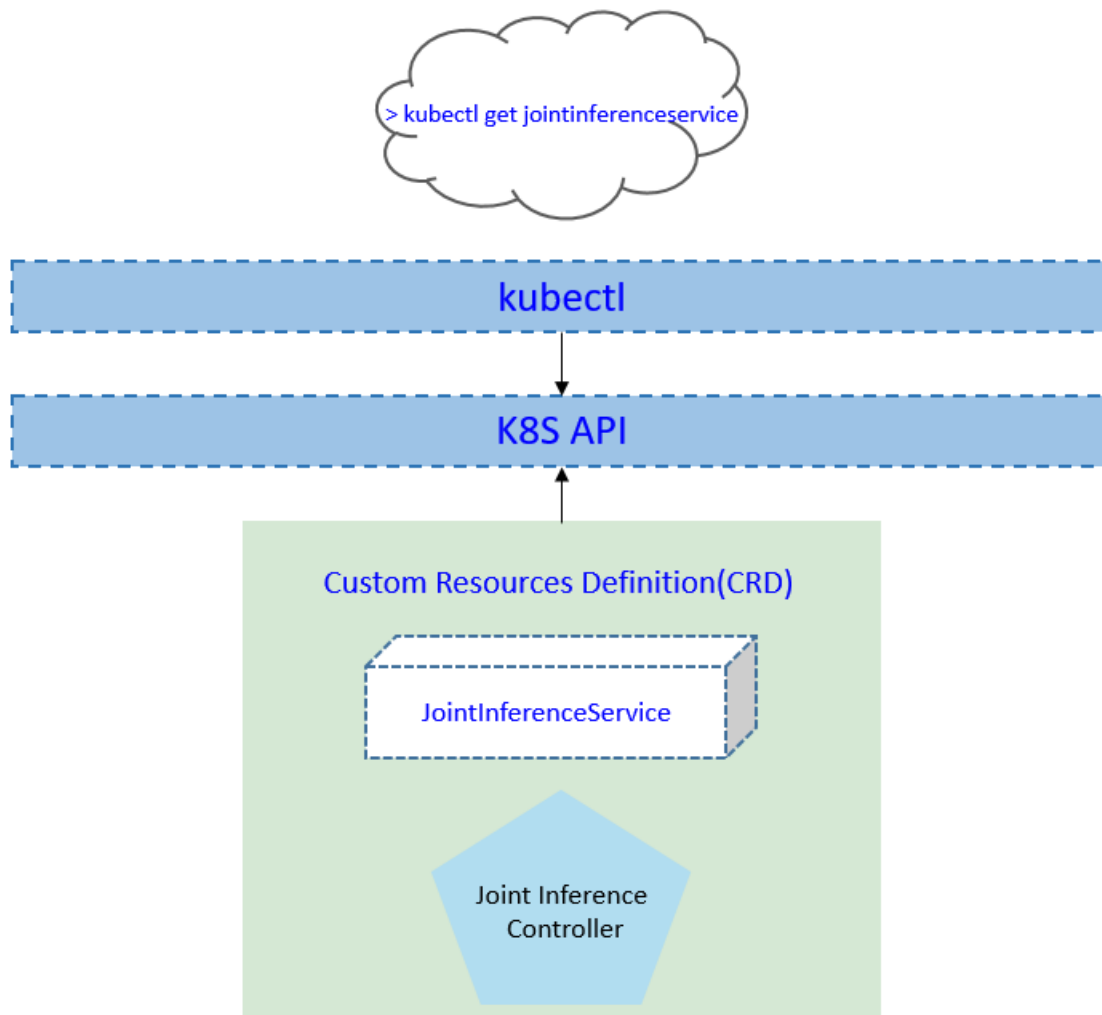 > kubectl get jointinferenceservice
kubectl
K8S API
Custom Resources Definition(CRD)
JointInferenceService
Joint Inference
Controller